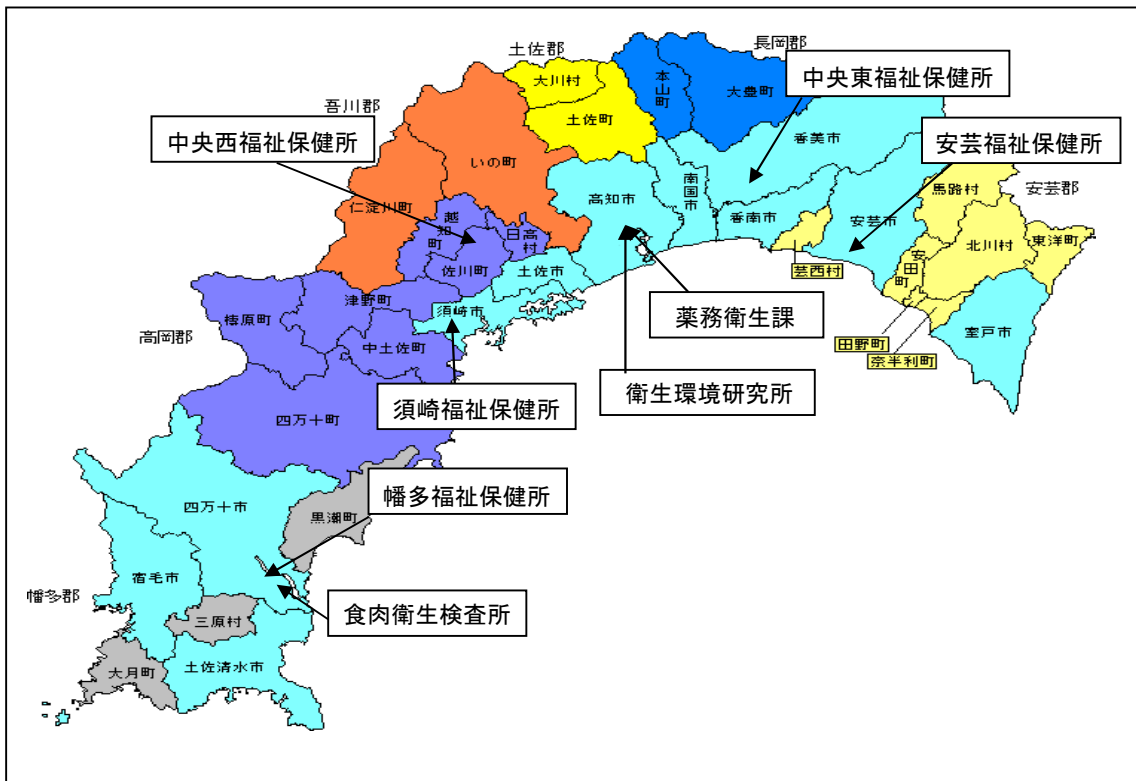 土佐郡
長岡郡
大川村
本山町
大豊町
中央東福祉保健所
土佐町
吾川郡
中央西福祉保健所
いの町
香美市
安芸福祉保健所
南国市
高知市
馬路村
安芸郡
仁淀川町
越知町
日高村
香南市
安芸市
北川村
東洋町
佐川町
土佐市
安田町
芸西村
津野町
須崎市
梼原町
薬務衛生課
高岡郡
中土佐町
田野町
奈半利町
室戸市
衛生環境研究所
須崎福祉保健所
四万十町
幡多福祉保健所
四万十市
黒潮町
宿毛市
幡多郡
食肉衛生検査所
三原村
大月町
土佐清水市